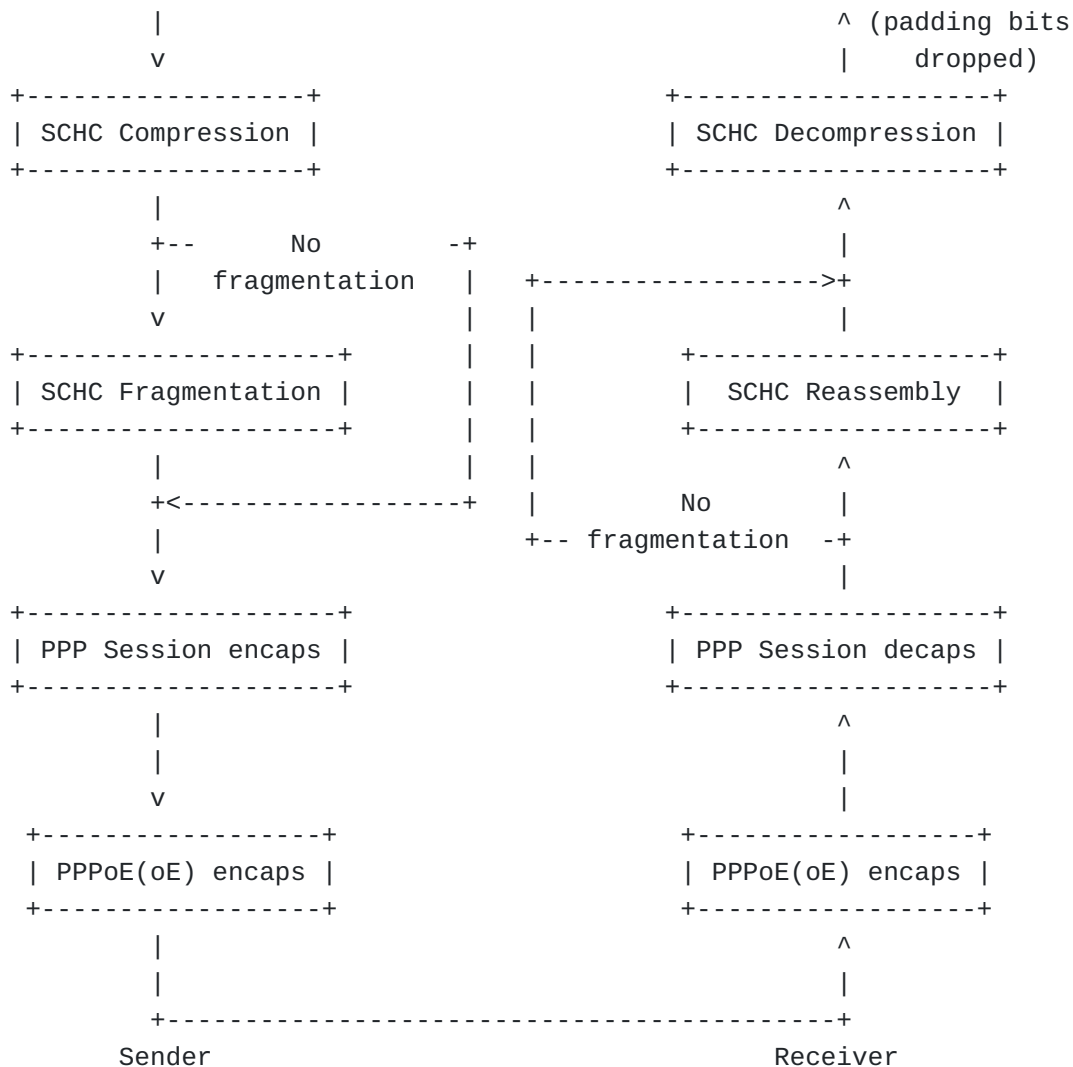 |                                           ^ (padding bits
         v                                           |    dropped)
+------------------+                      +--------------------+
| SCHC Compression |                      | SCHC Decompression |
+------------------+                      +--------------------+
         |                                           ^
         +--      No        -+                       |
         |   fragmentation   |   +------------------>+
         v                   |   |                   |
+--------------------+       |   |         +-------------------+
| SCHC Fragmentation |       |   |         |  SCHC Reassembly  |
+--------------------+       |   |         +-------------------+
         |                   |   |                   ^
         +<------------------+   |         No        |
         |                       +-- fragmentation  -+
         v                                           |
+--------------------+                    +--------------------+
| PPP Session encaps |                    | PPP Session decaps |
+--------------------+                    +--------------------+
         |                                           ^
         |                                           |
         v                                           |
 +------------------+                      +------------------+
 | PPPoE(oE) encaps |                      | PPPoE(oE) encaps |
 +------------------+                      +------------------+
         |                                           ^
         |                                           |
         +-------------------------------------------+
       Sender                                    Receiver